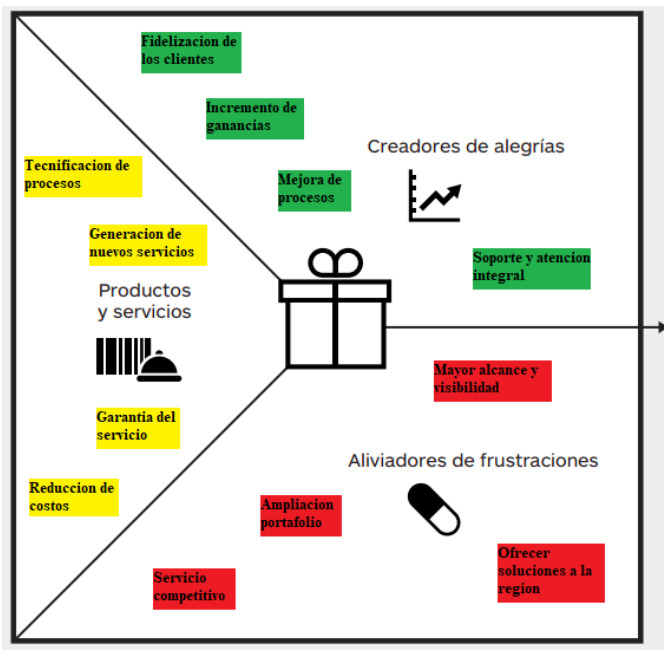 Fidelizacion de
los clientes
Incremento de
ganancias
Creadores de alegrías
Tecnificacion de
procesos
Mejora de
procesos
Generacion de
nuevos servicios
Soporte y atencion
integral
Productos
y servicios
Mayor alcance y
visibilidad
Garantia del
servicio
Aliviadores de frustraciones
Reduccion de
costos
Ampliacion
portafolio
Ofrecer
soluciones a la
region
Servicio
competitivo